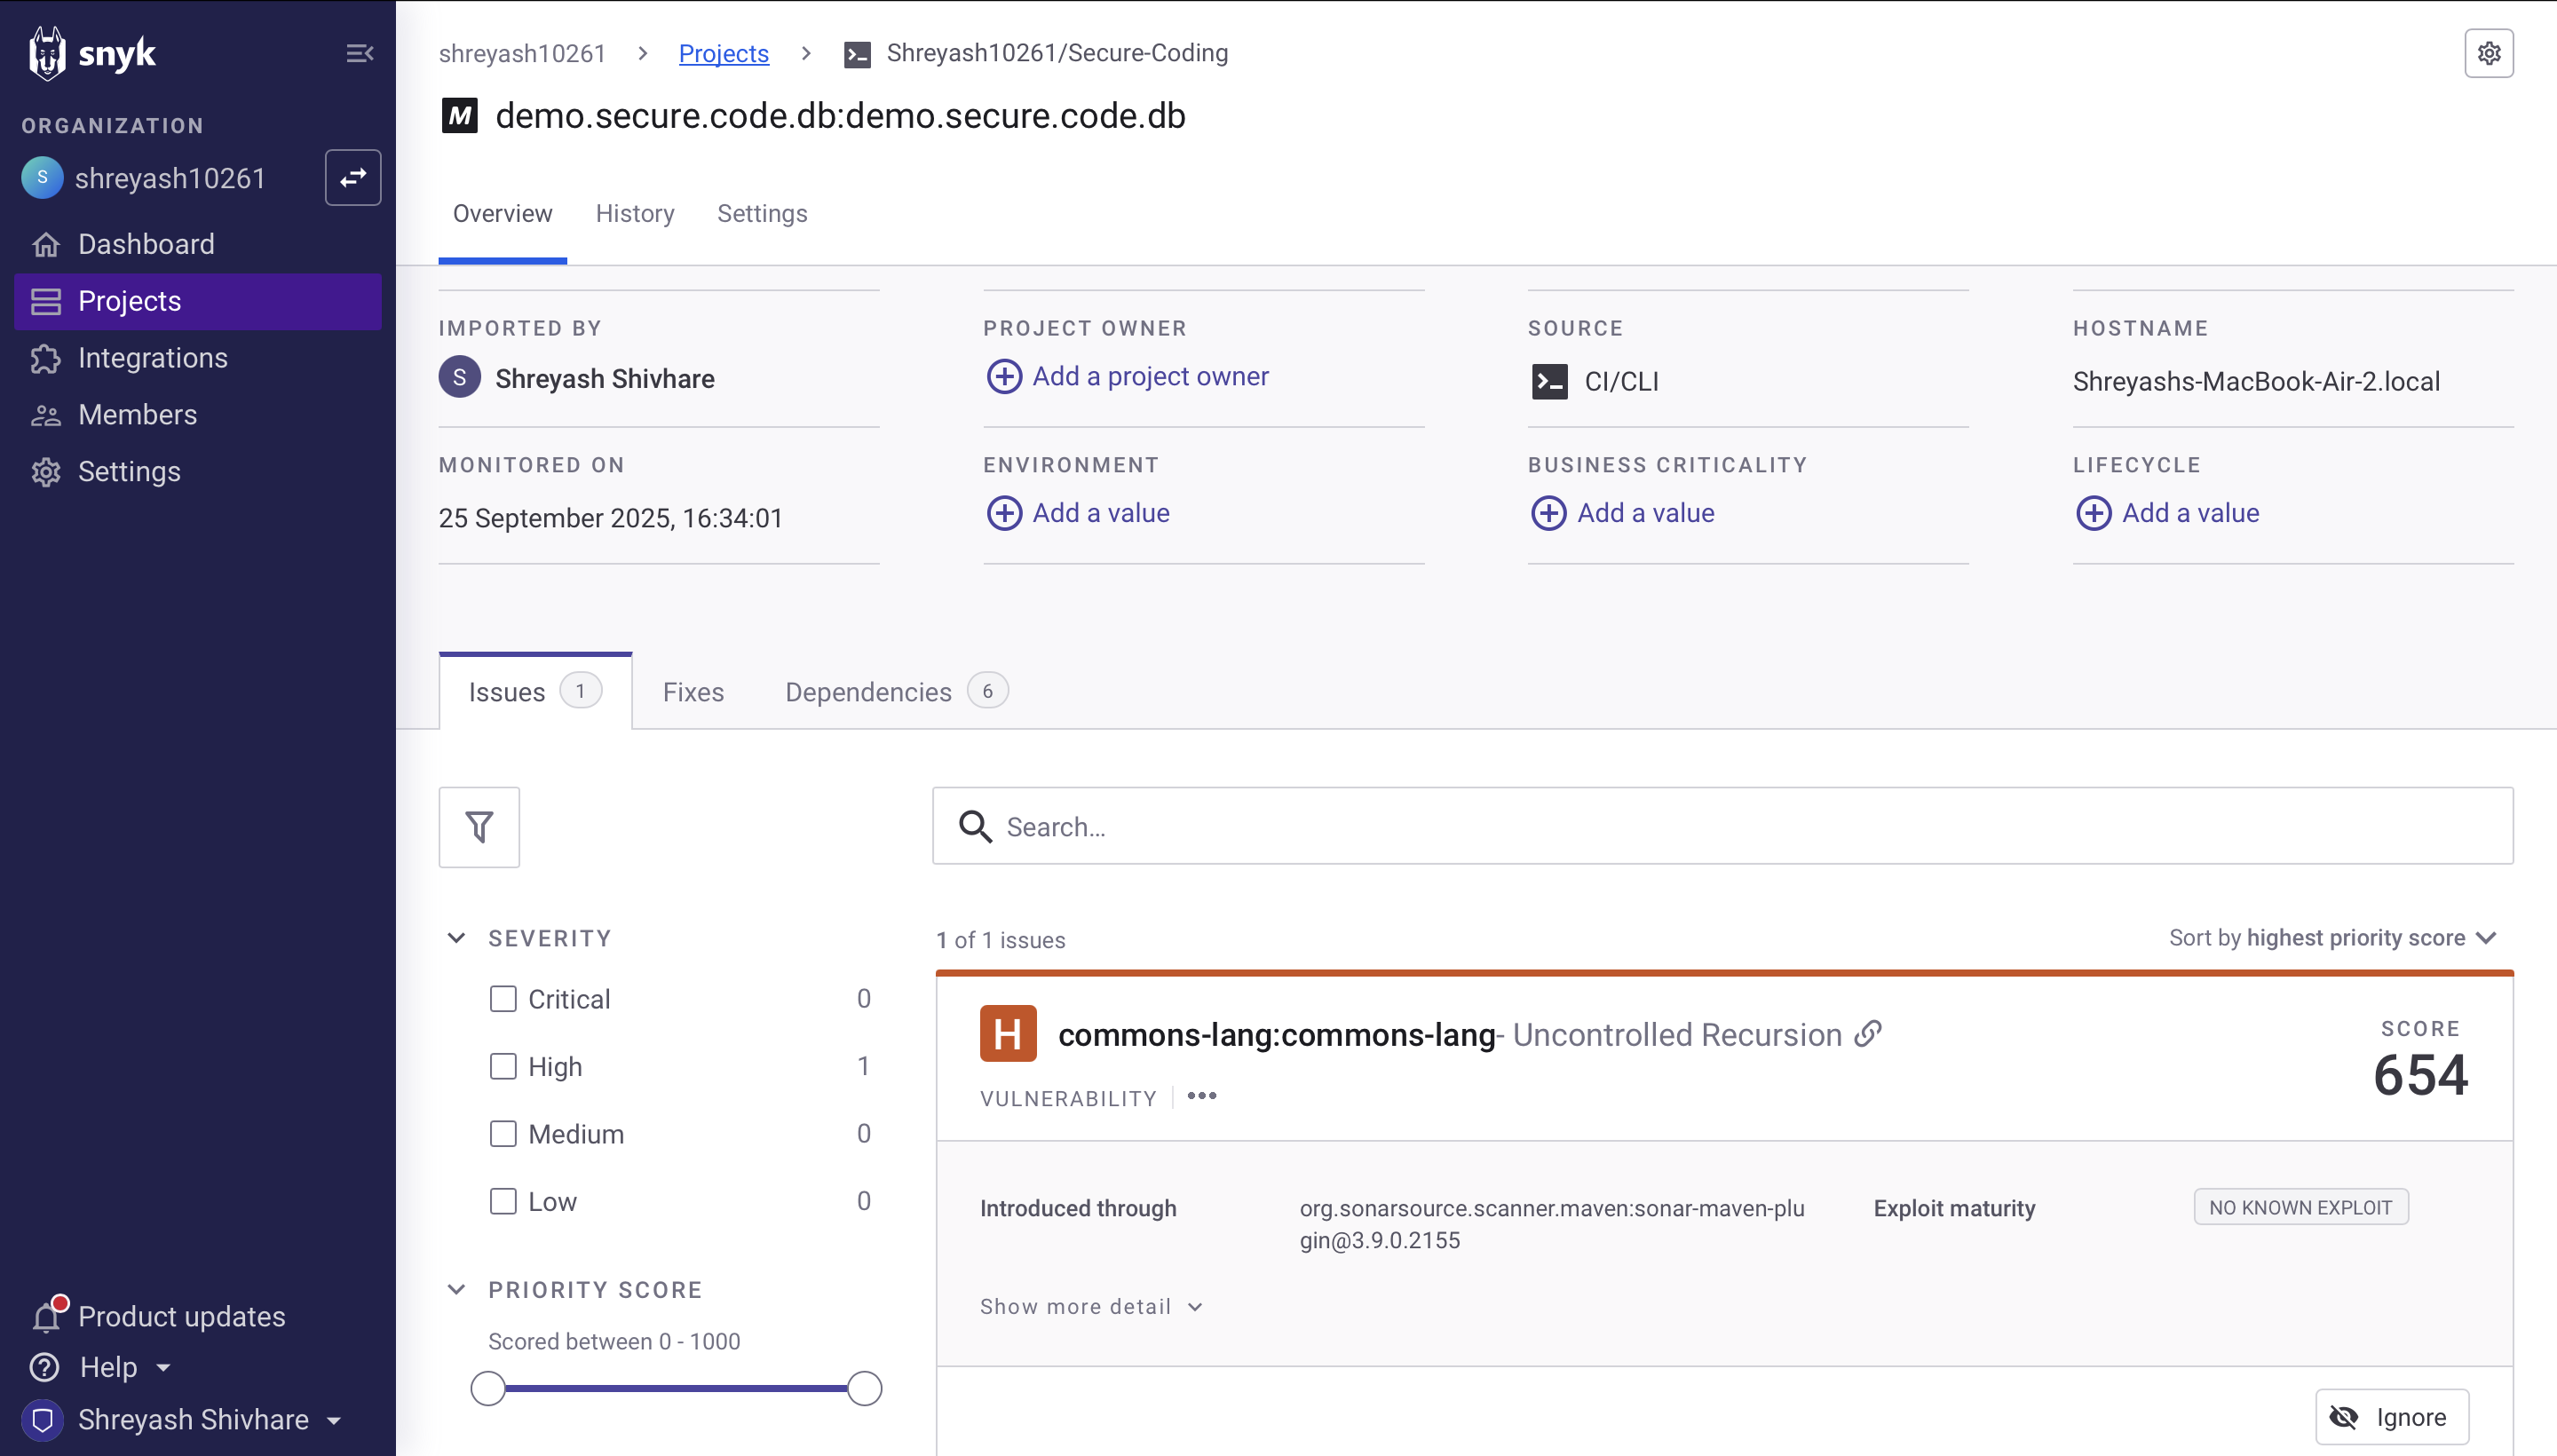 snyk
ORGANIZATION
S
shreyash10261
Dashboard
Projects
Integrations
Members
Settings
Product updates
Help
Shreyash Shivhare
shreyash10261 > Projects > Shreyash10261/Secure-Coding
M demo.secure.code.db:demo.secure.code.db
Overview History Settings
IMPORTED BY
S Shreyash Shivhare
PROJECT OWNER
Add a project owner
SOURCE
CI/CLI
HOSTNAME
Shreyashs-MacBook-Air-2.local
MONITORED ON
25 September 2025, 16:34:01
ENVIRONMENT
Add a value
BUSINESS CRITICALITY
Add a value
LIFECYCLE
Add a value
Issues 1 Fixes Dependencies 6
Search...
SEVERITY
Critical 0
High 1
Medium 0
Low 0
PRIORITY SCORE
Scored between 0 - 1000
1 of 1 issues
Sort by highest priority score
H commons-lang:commons-lang- Uncontrolled Recursion
VULNERABILITY
SCORE
654
Introduced through
org.sonarsource.scanner.maven:sonar-maven-plu
gin@3.9.0.2155
Exploit maturity
NO KNOWN EXPLOIT
Show more detail
Ignore